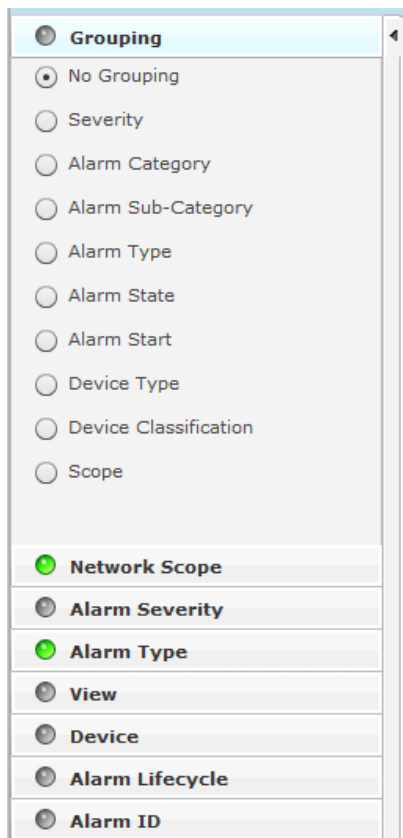 Grouping
No Grouping
Severity
Alarm Category
Alarm Sub-Category
Alarm Type
Alarm State
Alarm Start
Device Type
Device Classification
Scope
Network Scope
Alarm Severity
Alarm Type
View
Device
Alarm Lifecycle
Alarm ID